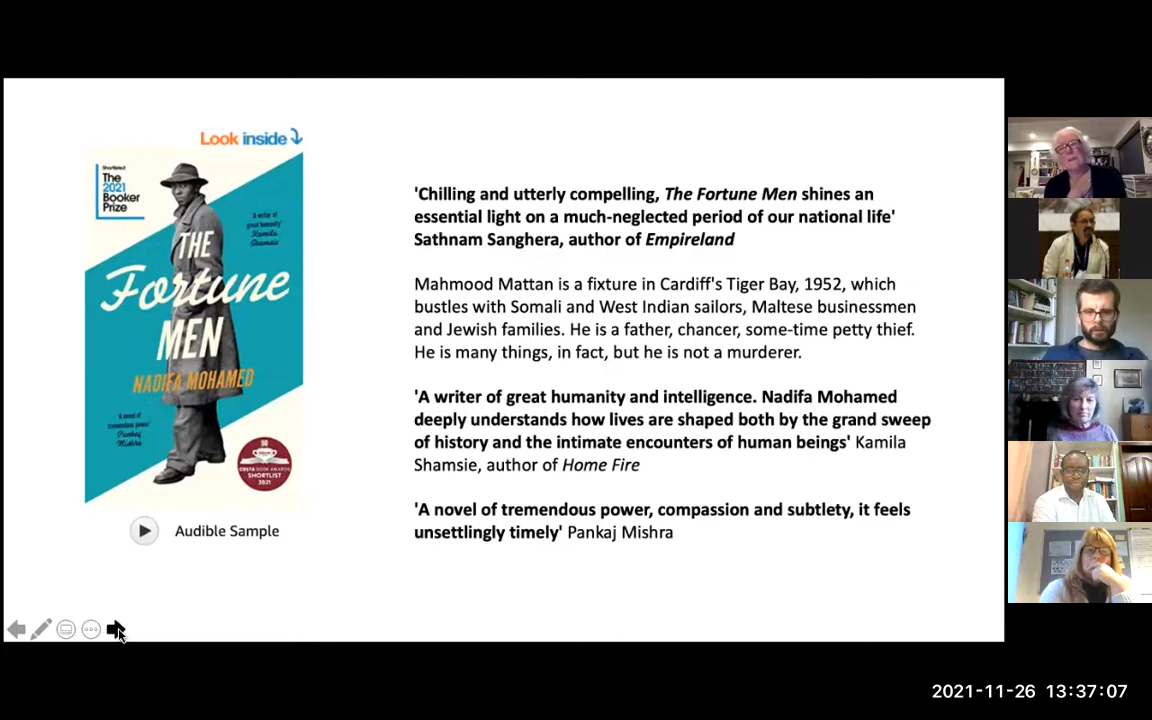 Look inside
Shortlisted
The
2021
Booker
Prize
'A writer of
great humanity'
Kamila
Shamsie
THE
Fortune
MEN
NADIFA MOHAMED
'A novel of
tremendous power'
Pankaj
Mishra
50
COSTA BOOK AWARDS
SHORTLIST
2021
Audible Sample
'Chilling and utterly compelling, The Fortune Men shines an
essential light on a much-neglected period of our national life'
Sathnam Sanghera, author of Empireland
Mahmood Mattan is a fixture in Cardiff's Tiger Bay, 1952, which
bustles with Somali and West Indian sailors, Maltese businessmen
and Jewish families. He is a father, chancer, some-time petty thief.
He is many things, in fact, but he is not a murderer.
'A writer of great humanity and intelligence. Nadifa Mohamed
deeply understands how lives are shaped both by the grand sweep
of history and the intimate encounters of human beings' Kamila
Shamsie, author of Home Fire
'A novel of tremendous power, compassion and subtlety, it feels
unsettlingly timely' Pankaj Mishra
2021-11-26 13:37:07